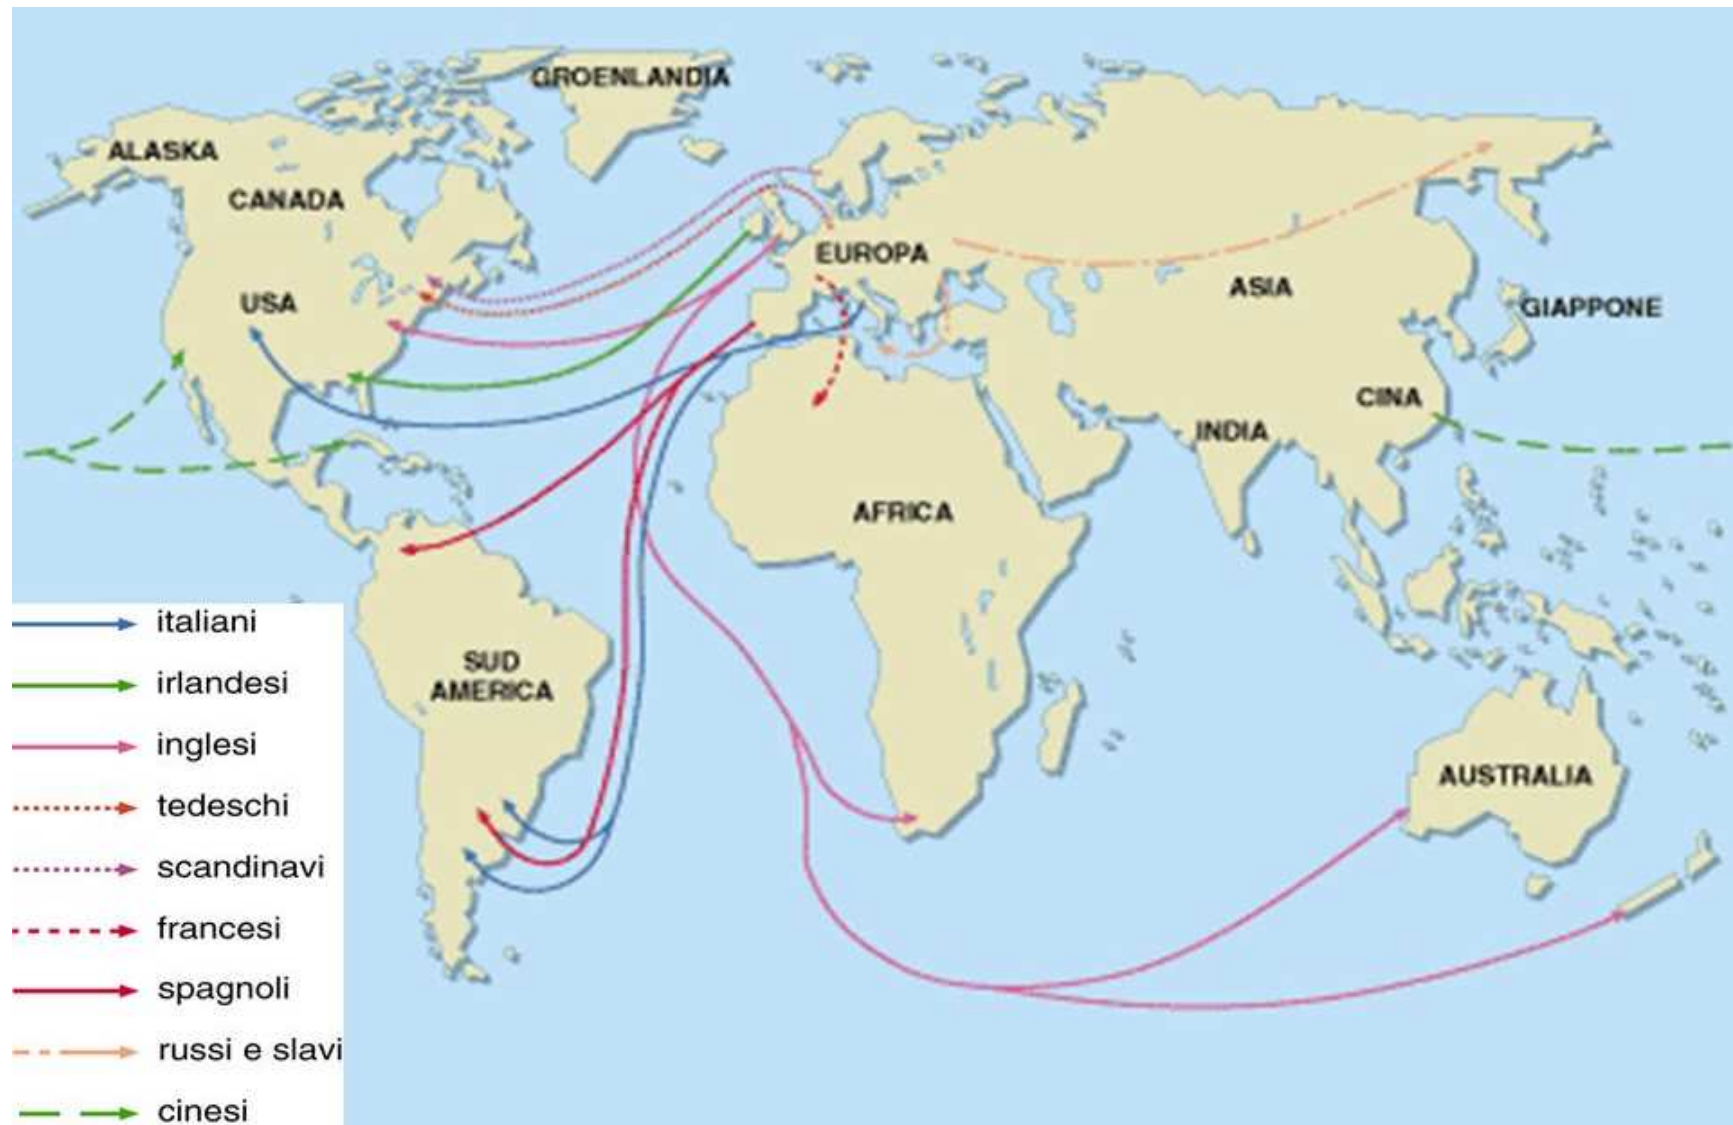 GROENLANDIA
ALASKA
CANADA
EUROPA
USA
ASIA
GIAPPONE
CINA
INDIA
AFRICA
SUD
AMERICA
AUSTRALIA
italiani
irlandesi
inglesi
tedeschi
scandinavi
francesi
spagnoli
russi e slavi
cinesi